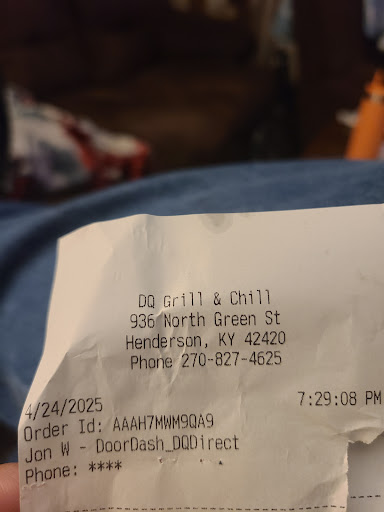 DQ Grill & Chill
936 North Green St
Henderson, KY 42420
Phone 270-827-4625
4/24/2025 7:29:08 PM
Order Id: AAAH7MWM9QA9
Jon W - DoorDash_DQDirect
Phone: ****